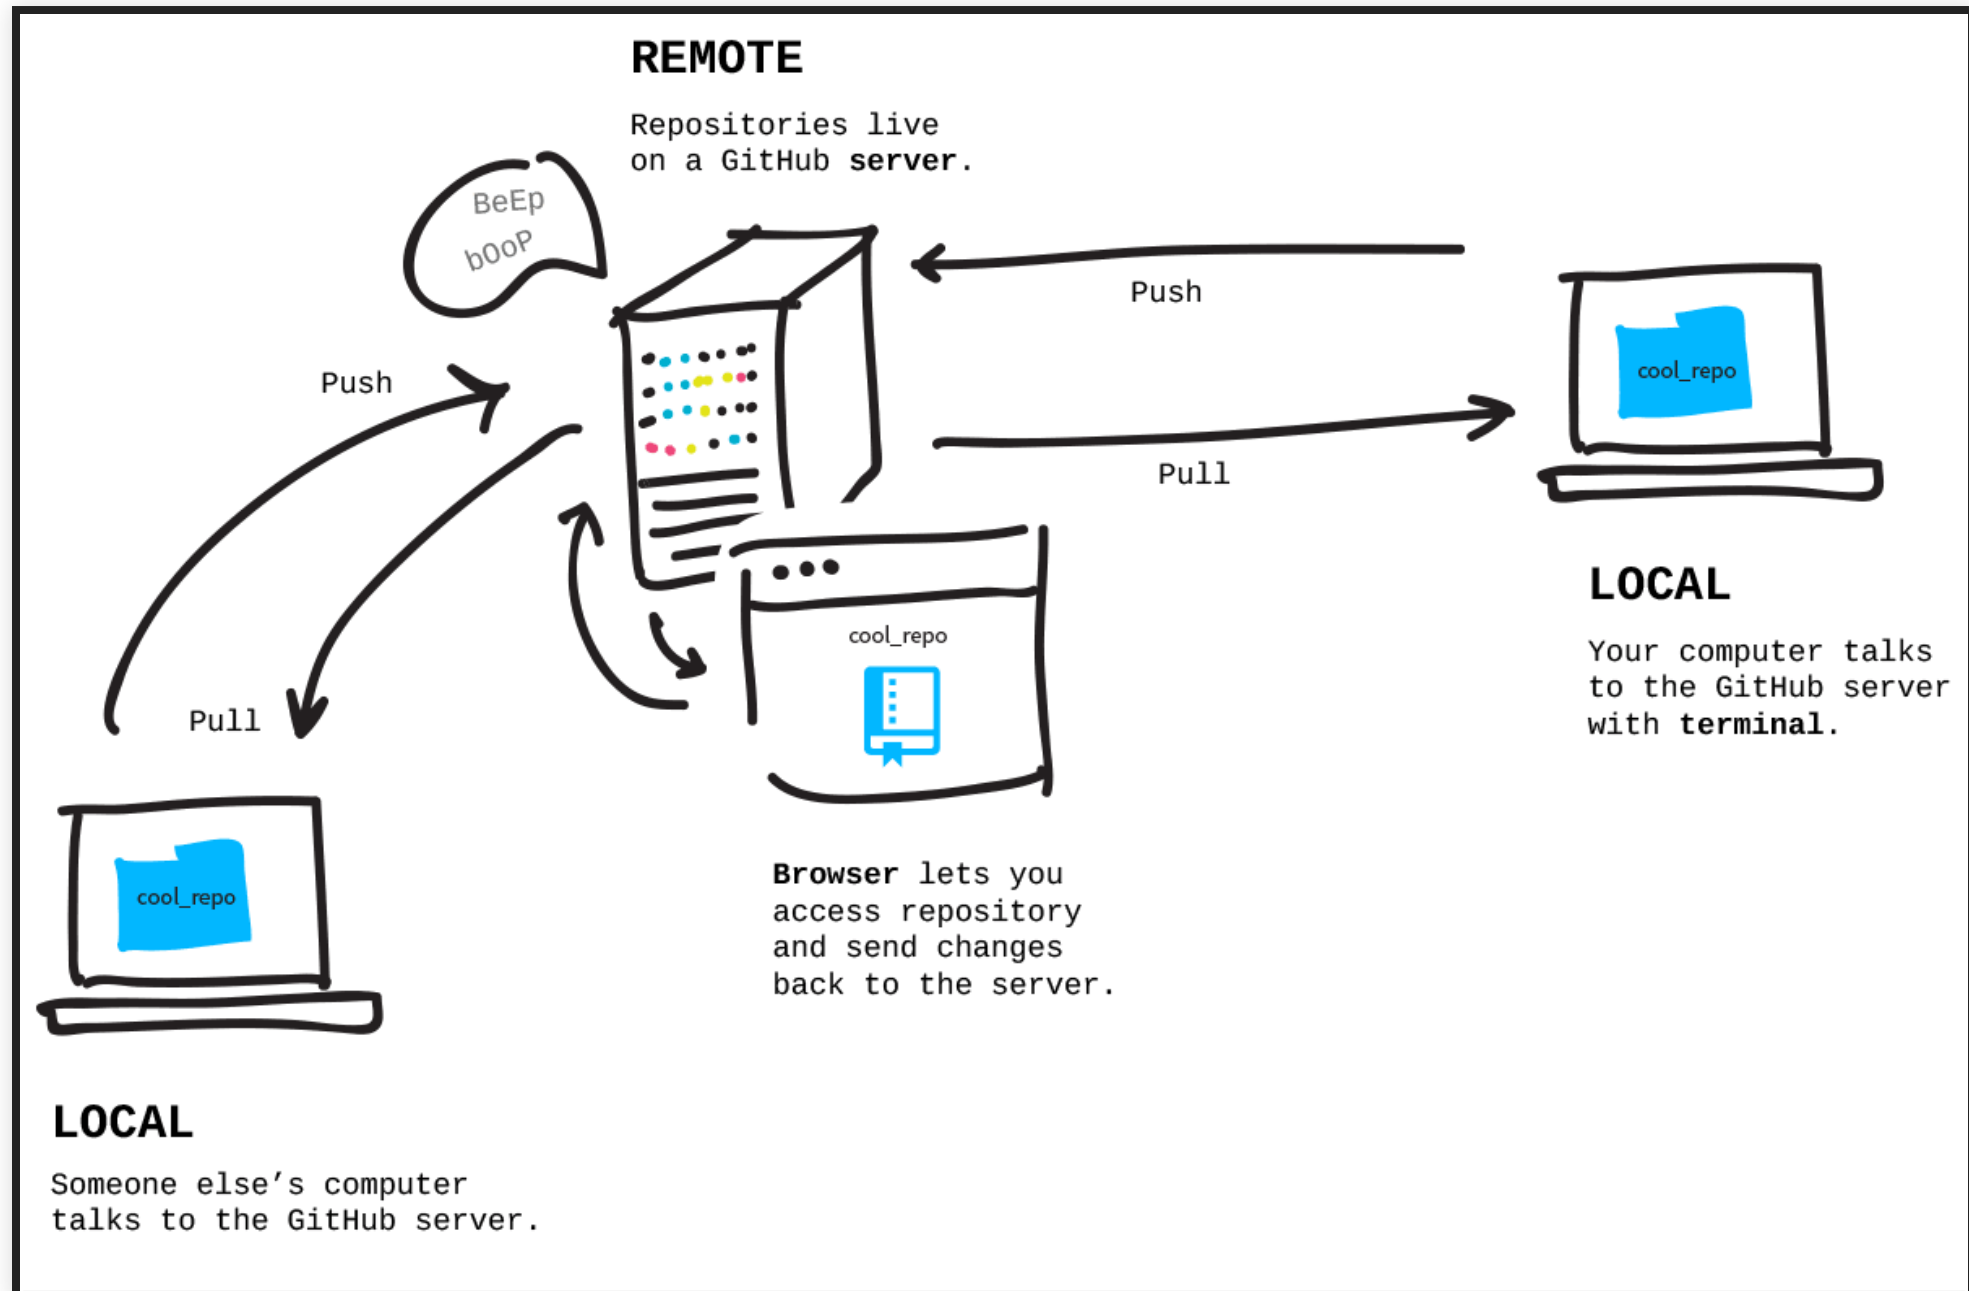 REMOTE
Repositories live
on a GitHub server.
BeEp
bOoP
Push
Push
Pull
Pull
cool_repo
LOCAL
Your computer talks
to the GitHub server
with terminal.
cool_repo
Browser lets you
access repository
and send changes
back to the server.
cool_repo
LOCAL
Someone else’s computer
talks to the GitHub server.